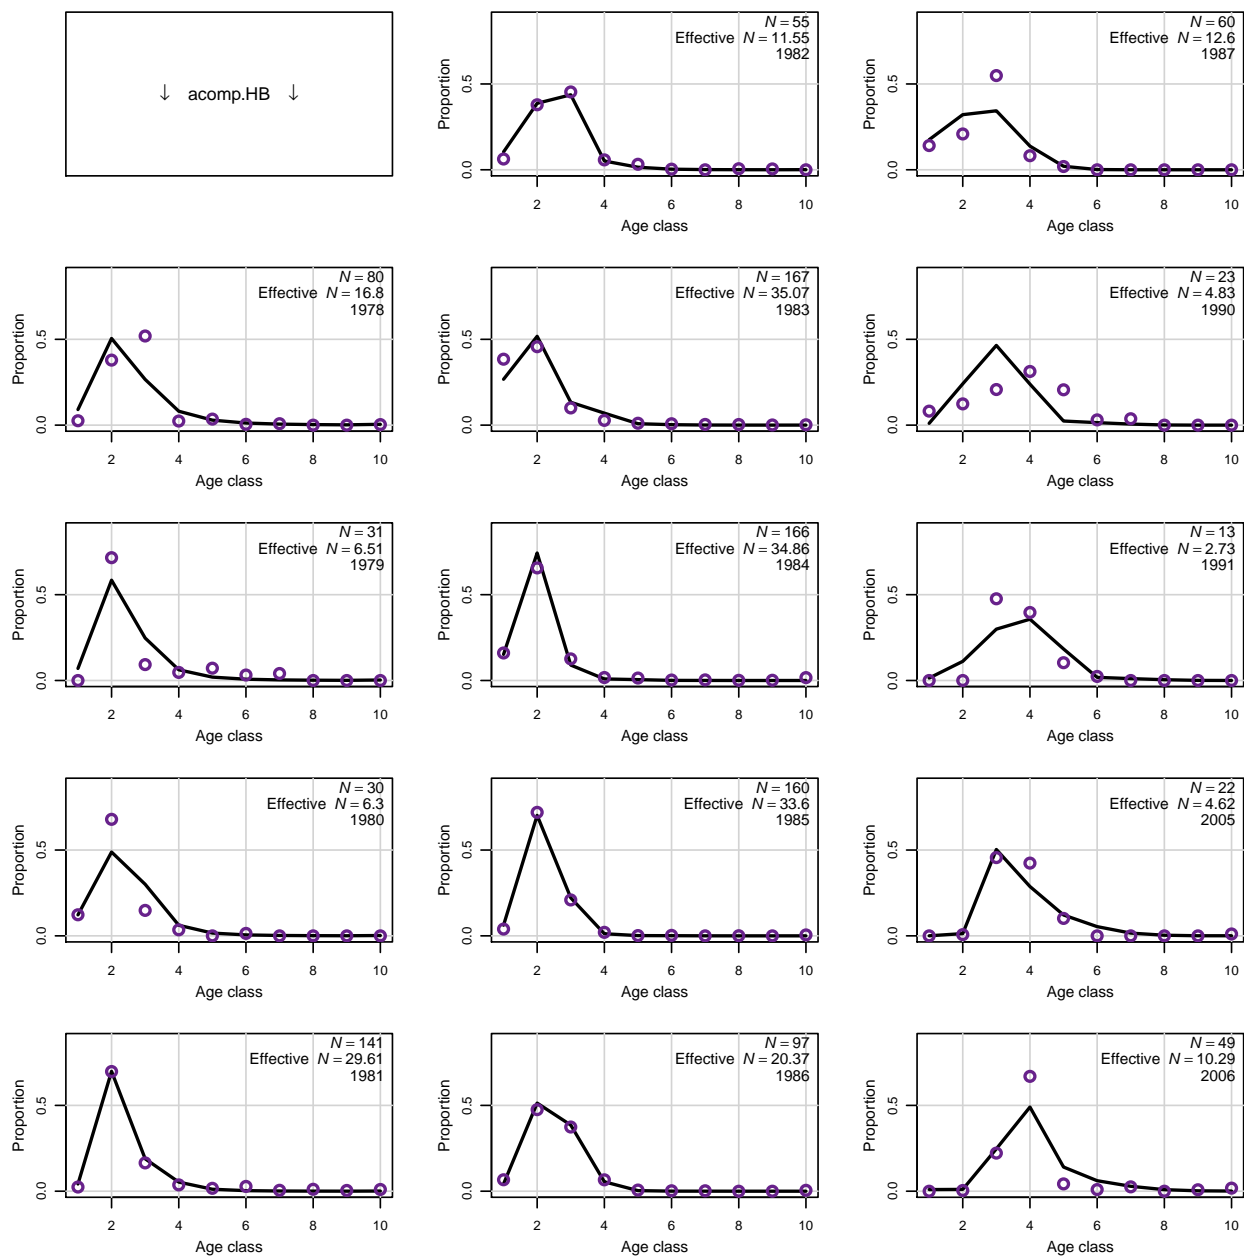 ↓ acomp.HB ↓
N = 55
Effective N = 11.55
1982
Proportion
0.0
0.5
2 4 6 8 10
Age class
N = 60
Effective N = 12.6
1987
Proportion
0.0
0.5
2 4 6 8 10
Age class
N = 80
Effective N = 16.8
1978
Proportion
0.0
0.5
2 4 6 8 10
Age class
N = 167
Effective N = 35.07
1983
Proportion
0.0
0.5
2 4 6 8 10
Age class
N = 23
Effective N = 4.83
1990
Proportion
0.0
0.5
2 4 6 8 10
Age class
N = 31
Effective N = 6.51
1979
Proportion
0.0
0.5
2 4 6 8 10
Age class
N = 166
Effective N = 34.86
1984
Proportion
0.0
0.5
2 4 6 8 10
Age class
N = 13
Effective N = 2.73
1991
Proportion
0.0
0.5
2 4 6 8 10
Age class
N = 30
Effective N = 6.3
1980
Proportion
0.0
0.5
2 4 6 8 10
Age class
N = 160
Effective N = 33.6
1985
Proportion
0.0
0.5
2 4 6 8 10
Age class
N = 22
Effective N = 4.62
2005
Proportion
0.0
0.5
2 4 6 8 10
Age class
N = 141
Effective N = 29.61
1981
Proportion
0.0
0.5
2 4 6 8 10
Age class
N = 97
Effective N = 20.37
1986
Proportion
0.0
0.5
2 4 6 8 10
Age class
N = 49
Effective N = 10.29
2006
Proportion
0.0
0.5
2 4 6 8 10
Age class